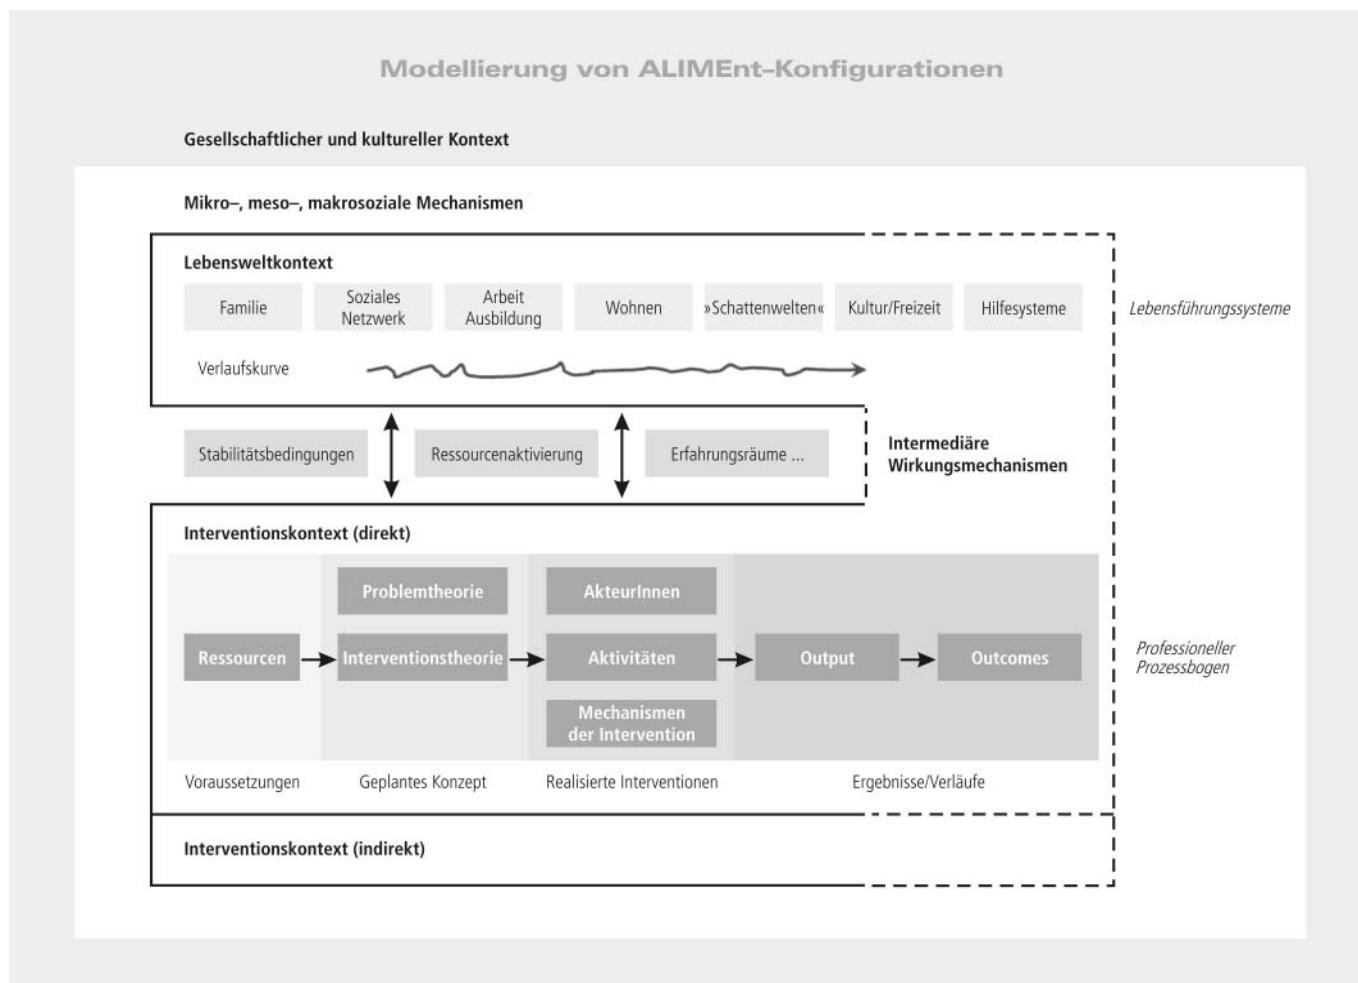 Modellierung von ALIMEnt–Konfigurationen
Gesellschaftlicher und kultureller Kontext
Mikro–, meso–, makrosoziale Mechanismen
Lebensweltkontext
Familie
Soziales
Netzwerk
Arbeit
Ausbildung
Wohnen
»Schattenwelten«
Kultur/Freizeit
Hilfesysteme
Lebensführungssysteme
Verlaufskurve
Stabilitätsbedingungen
Ressourcenaktivierung
Erfahrungsräume ...
Intermediäre
Wirkungsmechanismen
Interventionskontext (direkt)
Problemtheorie
AkteurInnen
Ressourcen
Interventionstheorie
Aktivitäten
Output
Outcomes
Professioneller
Prozessbogen
Mechanismen
der Intervention
Voraussetzungen
Geplantes Konzept
Realisierte Interventionen
Ergebnisse/Verläufe
Interventionskontext (indirekt)